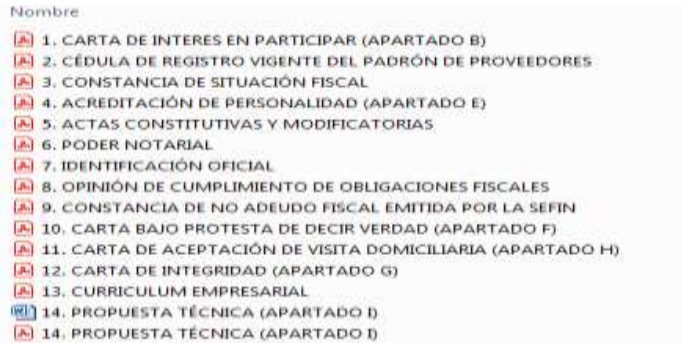 Nombre
1. CARTA DE INTERES EN PARTICIPAR (APARTADO B)
2. CÉDULA DE REGISTRO VIGENTE DEL PADRÓN DE PROVEEDORES
3. CONSTANCIA DE SITUACIÓN FISCAL
4. ACREDITACIÓN DE PERSONALIDAD (APARTADO E)
5. ACTAS CONSTITUTIVAS Y MODIFICATORIAS
6. PODER NOTARIAL
7. IDENTIFICACIÓN OFICIAL
8. OPINIÓN DE CUMPLIMIENTO DE OBLIGACIONES FISCALES
9. CONSTANCIA DE NO ADEUDO FISCAL EMITIDA POR LA SEFIN
10. CARTA BAJO PROTESTA DE DECIR VERDAD (APARTADO F)
11. CARTA DE ACEPTACIÓN DE VISITA DOMICILIARIA (APARTADO H)
12. CARTA DE INTEGRIDAD (APARTADO G)
13. CURRICULUM EMPRESARIAL
14. PROPUESTA TÉCNICA (APARTADO I)
14. PROPUESTA TÉCNICA (APARTADO I)